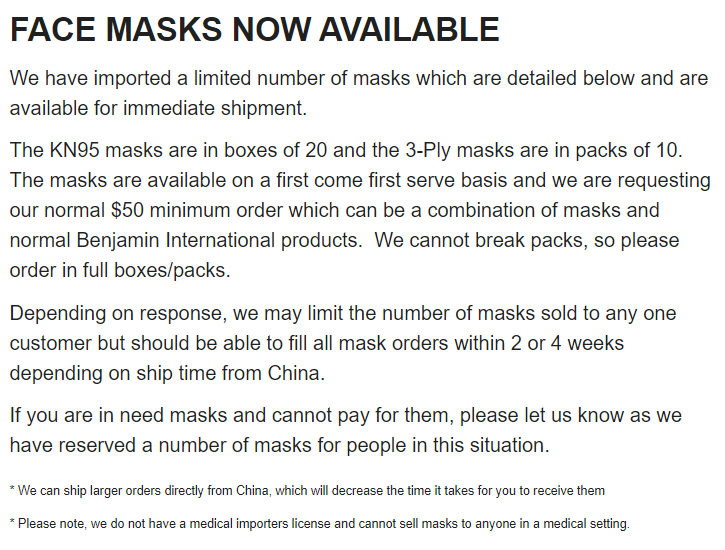 FACE MASKS NOW AVAILABLE
We have imported a limited number of masks which are detailed below and are
available for immediate shipment.
The KN95 masks are in boxes of 20 and the 3-Ply masks are in packs of 10.
The masks are available on a first come first serve basis and we are requesting
our normal $50 minimum order which can be a combination of masks and
normal Benjamin International products.  We cannot break packs, so please
order in full boxes/packs.
Depending on response, we may limit the number of masks sold to any one
customer but should be able to fill all mask orders within 2 or 4 weeks
depending on ship time from China.
If you are in need masks and cannot pay for them, please let us know as we
have reserved a number of masks for people in this situation.
* We can ship larger orders directly from China, which will decrease the time it takes for you to receive them
* Please note, we do not have a medical importers license and cannot sell masks to anyone in a medical setting.